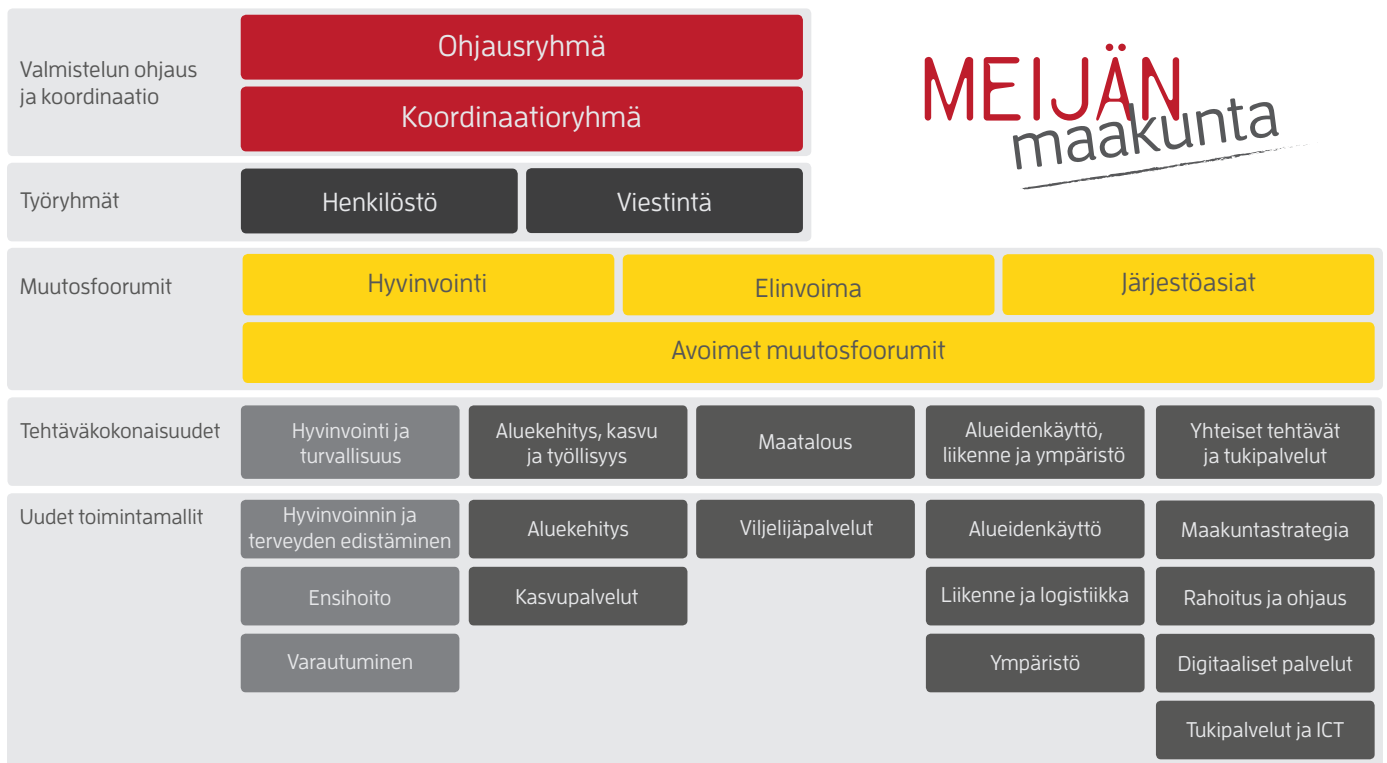 Valmistelun ohjaus
ja koordinaatio
Ohjausryhmä
Koordinaatioryhmä
MEIJÄN
maakunta
Työryhmät
Henkilöstö
Viestintä
Muutosfoorumit
Hyvinvointi
Elinvoima
Järjestöasiat
Avoimet muutosfoorumit
Tehtäväkokonaisuudet
Hyvinvointi ja
turvallisuus
Aluekehitys, kasvu
ja työllisyys
Maatalous
Alueidenkäyttö,
liikenne ja ympäristö
Yhteiset tehtävät
ja tukipalvelut
Uudet toimintamallit
Hyvinvoinnin ja
terveyden edistäminen
Aluekehitys
Viljelijäpalvelut
Alueidenkäyttö
Maakuntastrategia
Ensihoito
Kasvupalvelut
Liikenne ja logistiikka
Rahoitus ja ohjaus
Varautuminen
Ympäristö
Digitaaliset palvelut
Tukipalvelut ja ICT